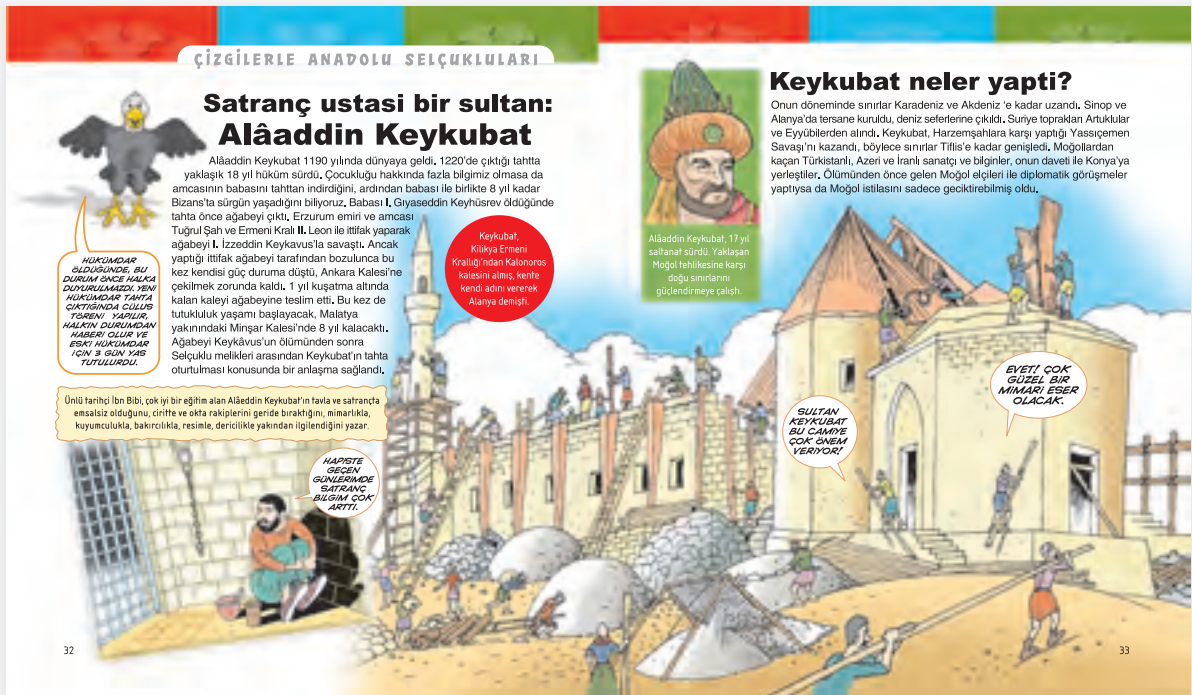 ÇİZGİLERLE ANADOLU SELÇUKLULARI
Satranç ustasi bir sultan:
Alâaddin Keykubat
Alâaddin Keykubat 1190 yılında dünyaya geldi. 1220'de çıktığı tahtta
yaklaşık 18 yıl hüküm sürdü. Çocukluğu hakkında fazla bilgimiz olmasa da
amcasının babasını tahttan indirdiğini, ardından babası ile birlikte 8 yıl kadar
Bizans'ta sürgün yaşadığını biliyoruz. Babası I. Gıyaseddin Keyhüsrev öldüğünde
tahta önce ağabeyi çıktı. Erzurum emiri ve amcası
Tuğrul Şah ve Ermeni Kralı II. Leon ile ittifak yaparak
ağabeyi I. İzzeddin Keykavus'la savaştı. Ancak
yaptığı ittifak ağabeyi tarafından bozulunca bu
kez kendisi güç duruma düştü, Ankara Kalesi'ne
çekilmek zorunda kaldı. 1 yıl kuşatma altında
kalan kaleyi ağabeyine teslim etti. Bu kez de
tutukluluk yaşamı başlayacak, Malatya
yakınındaki Minşar Kalesi'nde 8 yıl kalacaktı.
Ağabeyi Keykâvus'un ölümünden sonra
Selçuklu melikleri arasından Keykubat'ın tahta
oturtulması konusunda bir anlaşma sağlandı.
HÜKÜMDAR
ÖLDÜĞÜNDE, BU
DURUM ÖNCE HALKA
DUYURULMAZDI. YENİ
HÜKÜMDAR TAHTA
ÇIKTIĞINDA CÜLUS
TÖRENİ YAPILIR,
HALKIN DURUMDAN
HABERİ OLUR VE
ESKİ HÜKÜMDAR
İÇİN 3 GÜN YAS
TUTULURDU.
Keykubat,
Kilikya Ermeni
Krallığı'ndan Kalonoros
kalesini almış, kente
kendi adını vererek
Alanya demişti.
Ünlü tarihçi İbn Bibi, çok iyi bir eğitim alan Alâeddin Keykubat'ın tavla ve satrançta
emsalsiz olduğunu, ciritte ve okta rakiplerini geride bıraktığını, mimarlıkla,
kuyumculukla, bakırcılıkla, resimle, dericilikle yakından ilgilendiğini yazar.
HAPİSTE
GEÇEN
GÜNLERİMDE
SATRANÇ
BİLGİM ÇOK
ARTTI.
32
Keykubat neler yapti?
Onun döneminde sınırlar Karadeniz ve Akdeniz 'e kadar uzandı. Sinop ve
Alanya'da tersane kuruldu, deniz seferlerine çıkıldı. Suriye toprakları Artuklular
ve Eyyübilerden alındı. Keykubat, Harzemşahlara karşı yaptığı Yassıçemen
Savaşı'nı kazandı, böylece sınırlar Tiflis'e kadar genişledi. Moğollardan
kaçan Türkistanlı, Azeri ve İranlı sanatçı ve bilginler, onun daveti ile Konya'ya
yerleştiler. Ölümünden önce gelen Moğol elçileri ile diplomatik görüşmeler
yaptıysa da Moğol istilasını sadece geciktirebilmiş oldu.
Alâaddin Keykubat, 17 yıl
saltanat sürdü. Yaklaşan
Moğol tehlikesine karşı
doğu sınırlarını
güçlendirmeye çalıştı.
SULTAN
KEYKUBAT
BU CAMİYE
ÇOK ÖNEM
VERİYOR!
EVET! ÇOK
GÜZEL BİR
MİMARİ ESER
OLACAK.
33